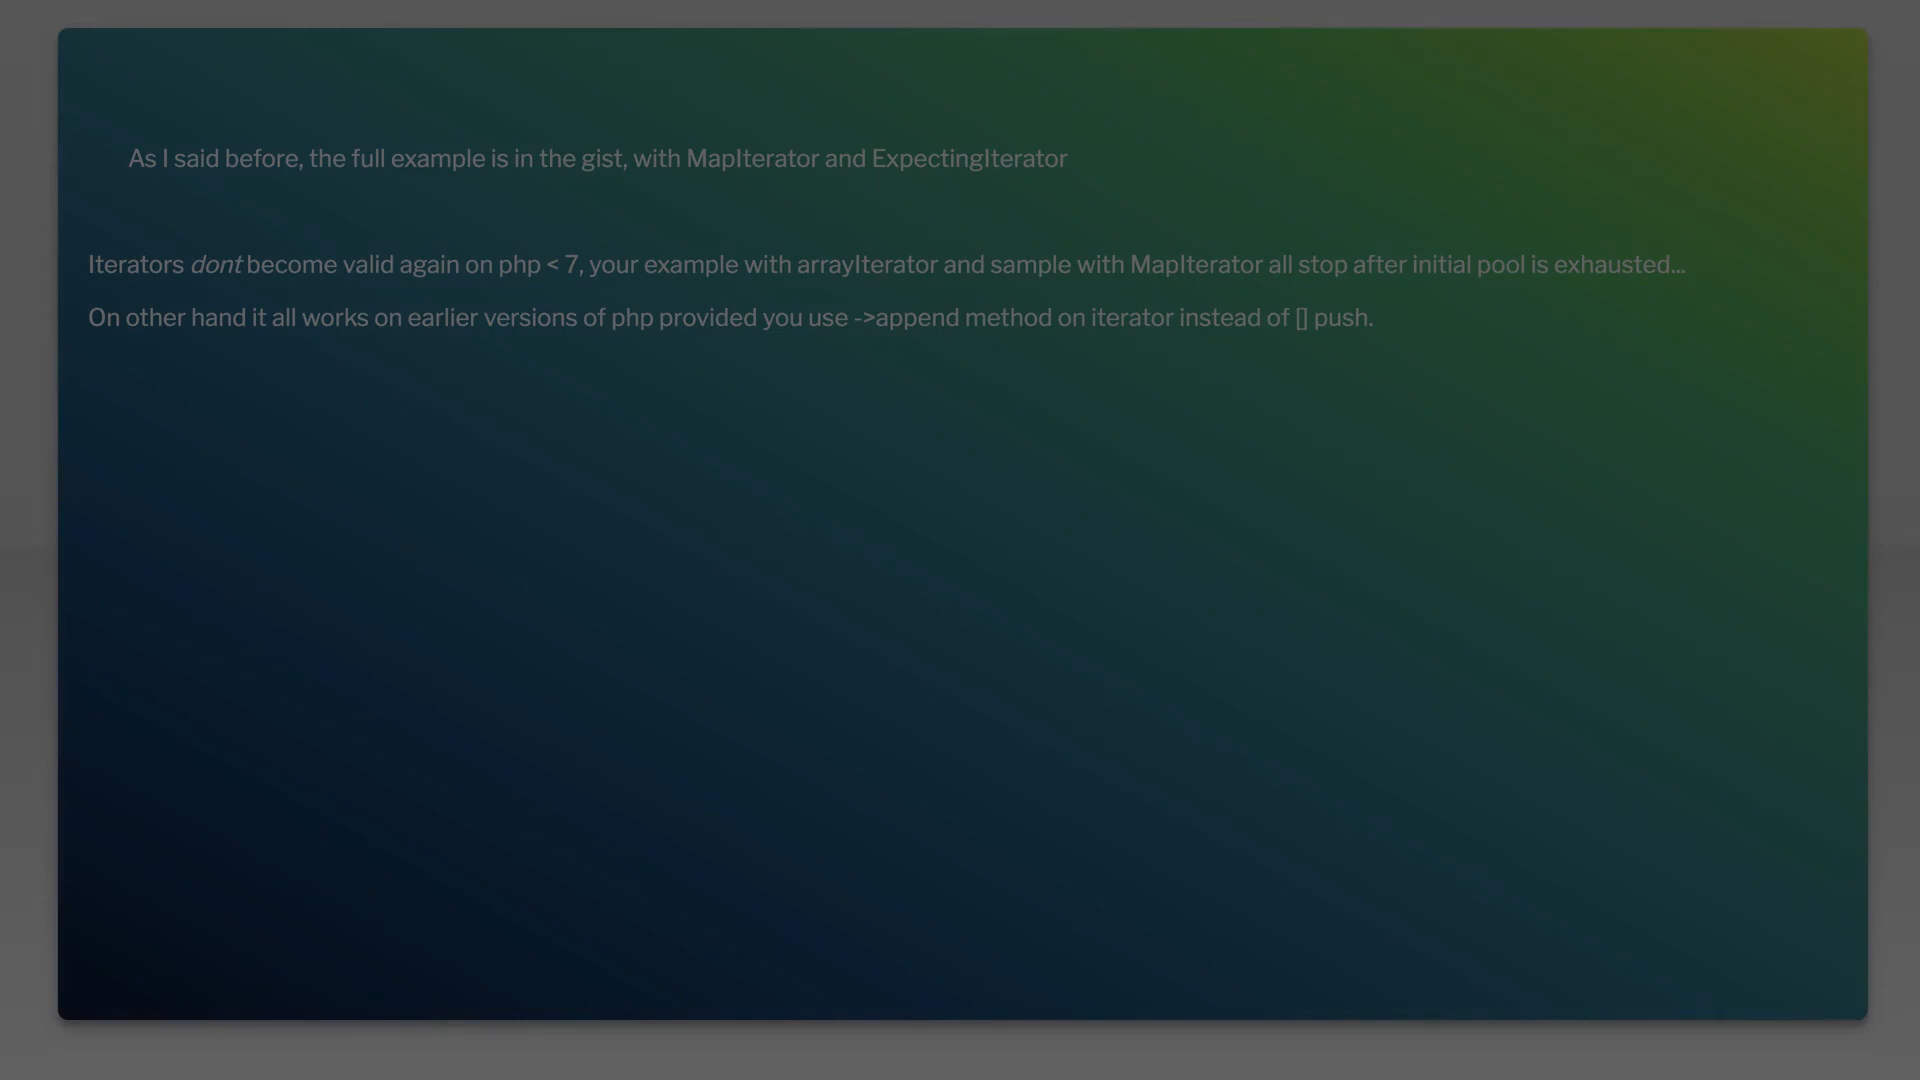 As I said before, the full example is in the gist, with MapIterator and ExpectingIterator
Iterators dont become valid again on php < 7, your example with arrayIterator and sample with MapIterator all stop after initial pool is exhausted...
On other hand it all works on earlier versions of php provided you use ->append method on iterator instead of [] push.